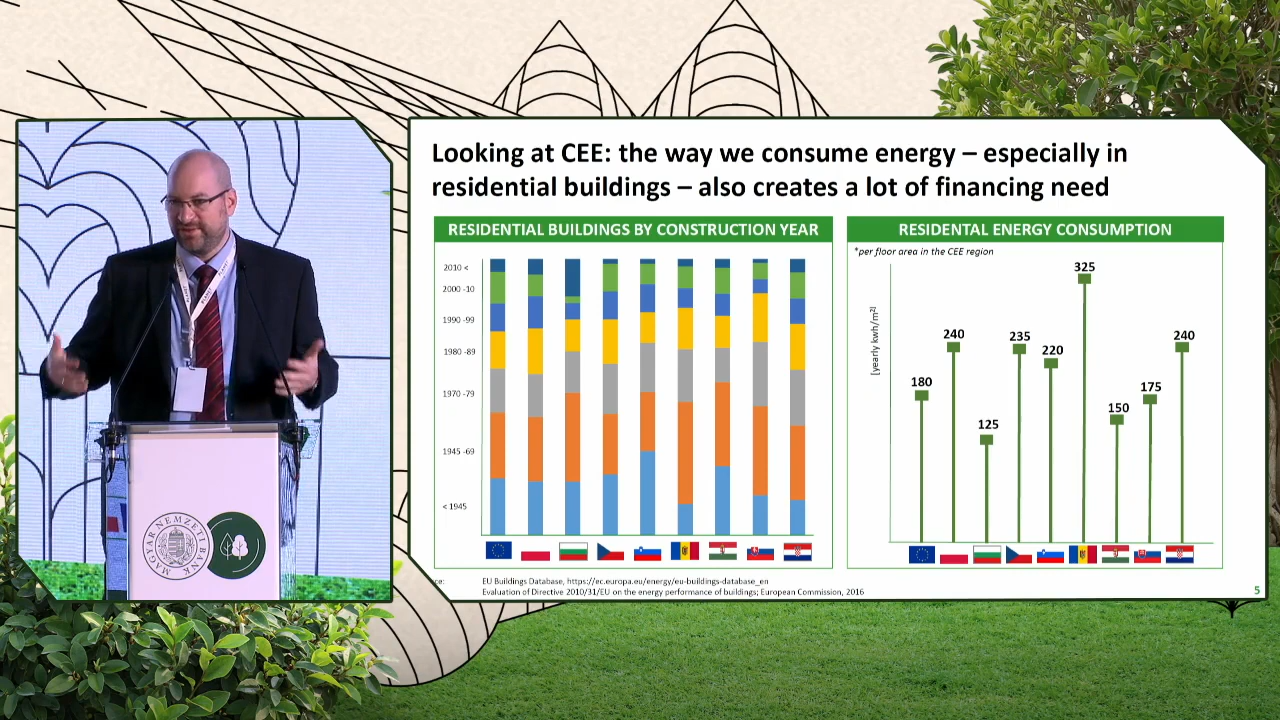 Looking at CEE: the way we consume energy – especially in
residential buildings – also creates a lot of financing need
RESIDENTIAL BUILDINGS BY CONSTRUCTION YEAR
2010 <
2000 -10
1990 -99
1980 -89
1970 -79
1945 -69
< 1945
RESIDENTAL ENERGY CONSUMPTION
*per floor area in the CEE region
[yearly kwh/m²]
180
240
125
235
220
325
150
175
240
ce:
EU Buildings Database, https://ec.europa.eu/energy/eu-buildings-database_en
Evaluation of Directive 2010/31/EU on the energy performance of buildings; European Commission, 2016
5
MAGYAR NEMZETI BANK